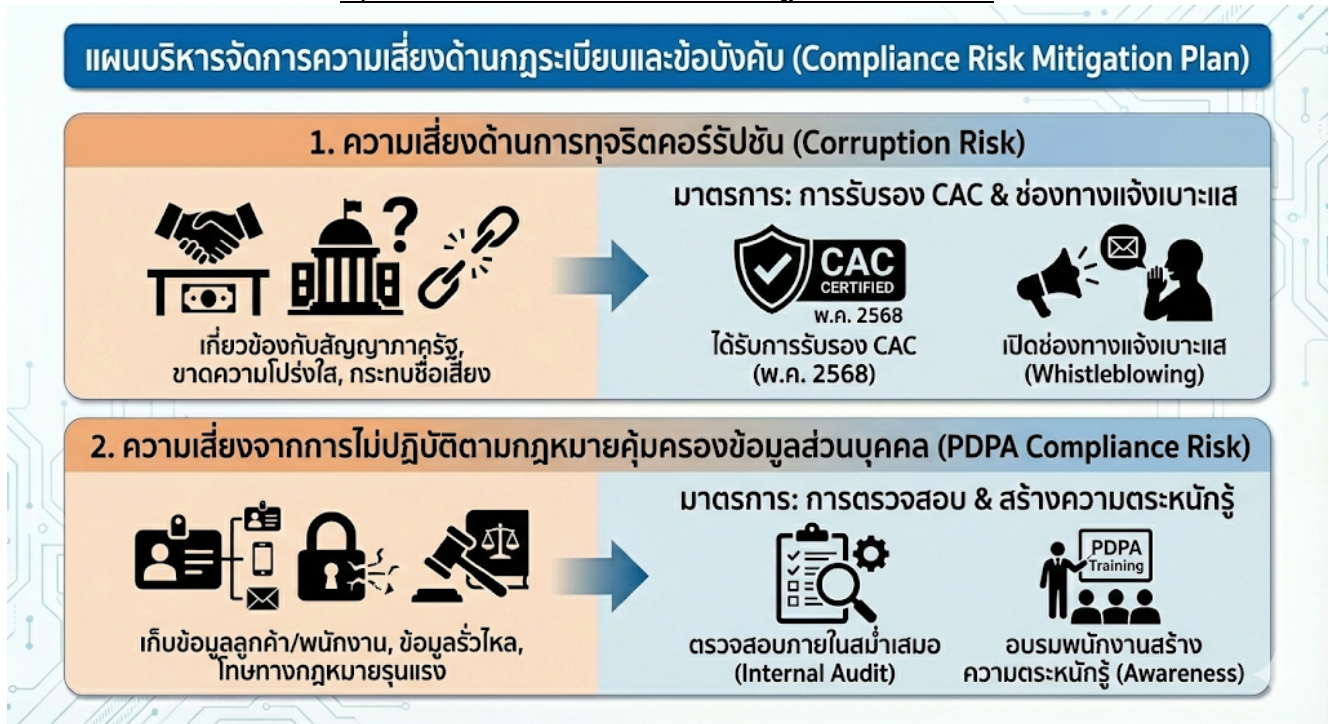 แผนบริหารจัดการความเสี่ยงด้านกฎระเบียบและข้อบังคับ (Compliance Risk Mitigation Plan)
1. ความเสี่ยงด้านการทุจริตคอร์รัปชัน (Corruption Risk)
เกี่ยวข้องกับสัญญาภาครัฐ,
ขาดความโปร่งใส, กระทบชื่อเสียง
มาตรการ: การรับรอง CAC & ช่องทางแจ้งเบาะแส
CAC
CERTIFIED
พ.ค. 2568
ได้รับการรับรอง CAC
(พ.ค. 2568)
เปิดช่องทางแจ้งเบาะแส
(Whistleblowing)
2. ความเสี่ยงจากการไม่ปฏิบัติตามกฎหมายคุ้มครองข้อมูลส่วนบุคคล (PDPA Compliance Risk)
เก็บข้อมูลลูกค้า/พนักงาน, ข้อมูลรั่วไหล,
โทษทางกฎหมายรุนแรง
มาตรการ: การตรวจสอบ & สร้างความตระหนักรู้
ตรวจสอบภายในสม่ำเสมอ
(Internal Audit)
PDPA
Training
อบรมพนักงานสร้าง
ความตระหนักรู้ (Awareness)